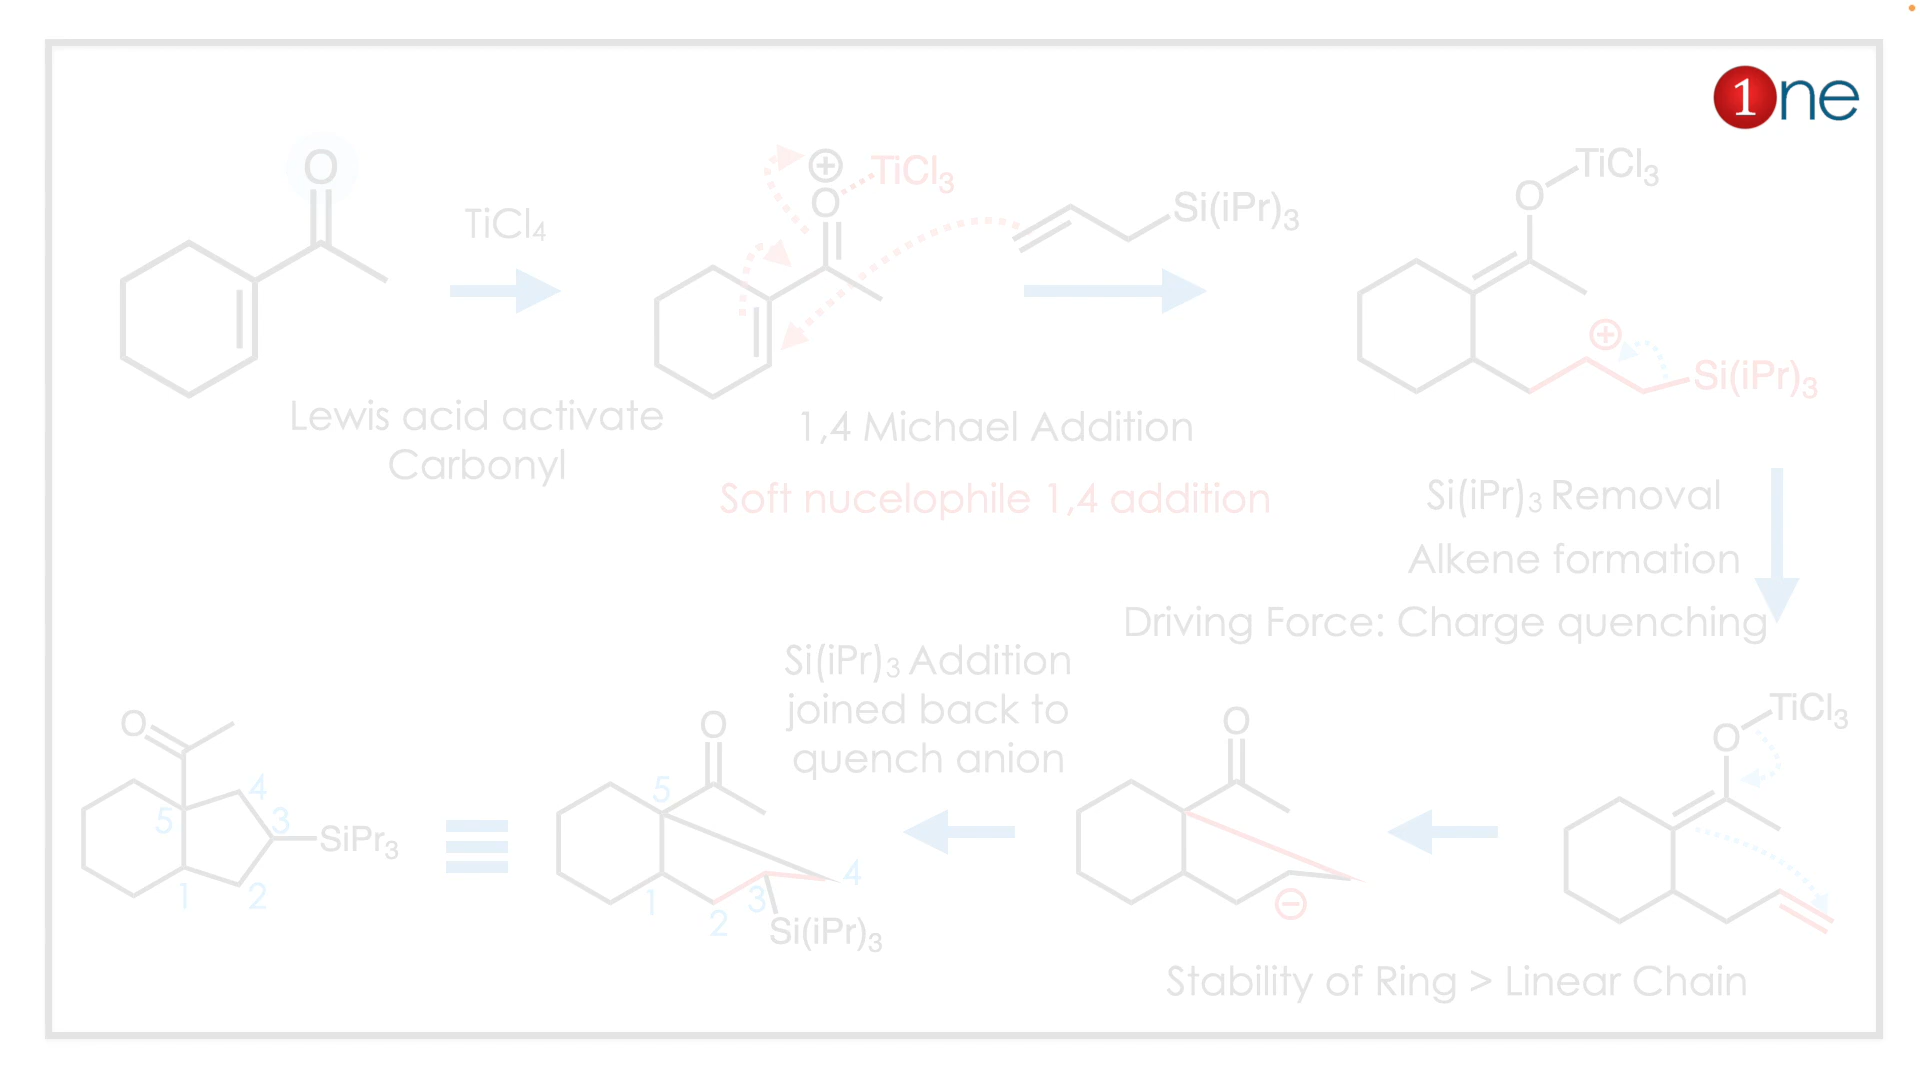 1ne
O
TiCl4
Lewis acid activate
Carbonyl
+
O
TiCl3
Si(iPr)3
1,4 Michael Addition
Soft nucelophile 1,4 addition
TiCl3
O
+
Si(iPr)3
Si(iPr)3 Removal
Alkene formation
Driving Force: Charge quenching
TiCl3
O
Stability of Ring > Linear Chain
O
−
Si(iPr)3 Addition
joined back to
quench anion
O
5
4
3
1
2
Si(iPr)3
O
4
5
3
SiPr3
1
2